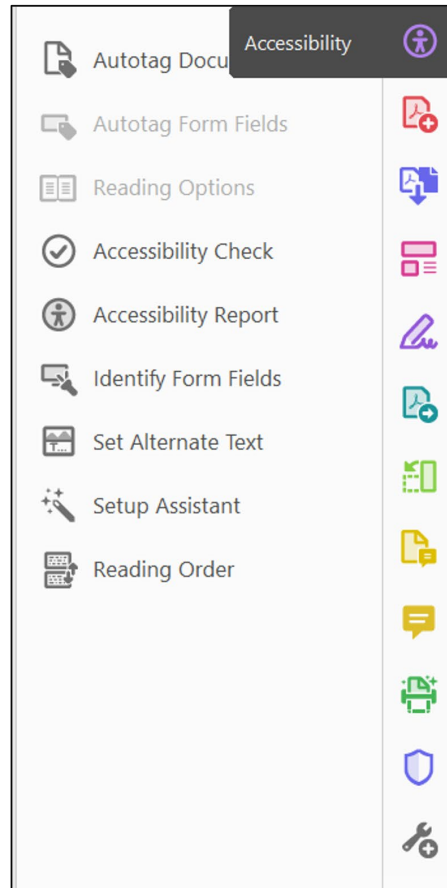 Accessibility
Autotag Docu
Autotag Form Fields
Reading Options
Accessibility Check
Accessibility Report
Identify Form Fields
Set Alternate Text
Setup Assistant
Reading Order